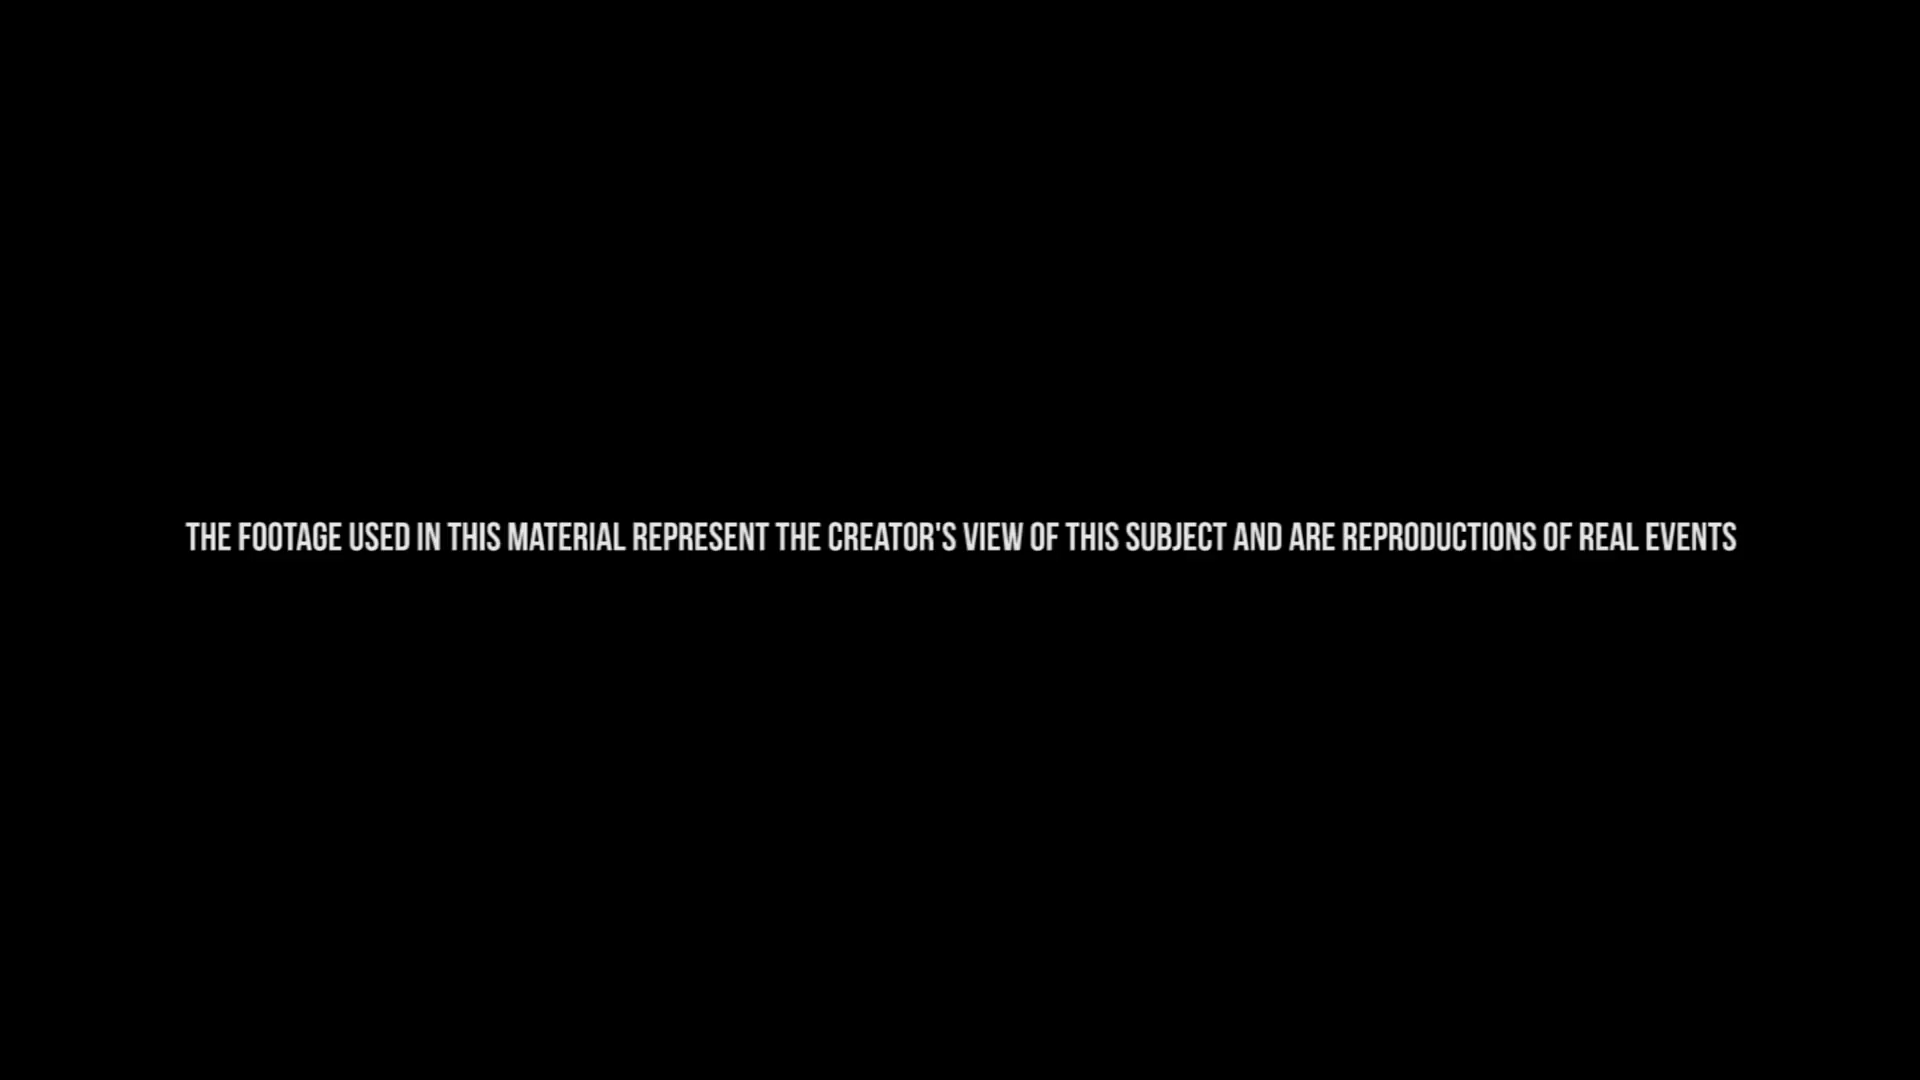 THE FOOTAGE USED IN THIS MATERIAL REPRESENT THE CREATOR'S VIEW OF THIS SUBJECT AND ARE REPRODUCTIONS OF REAL EVENTS